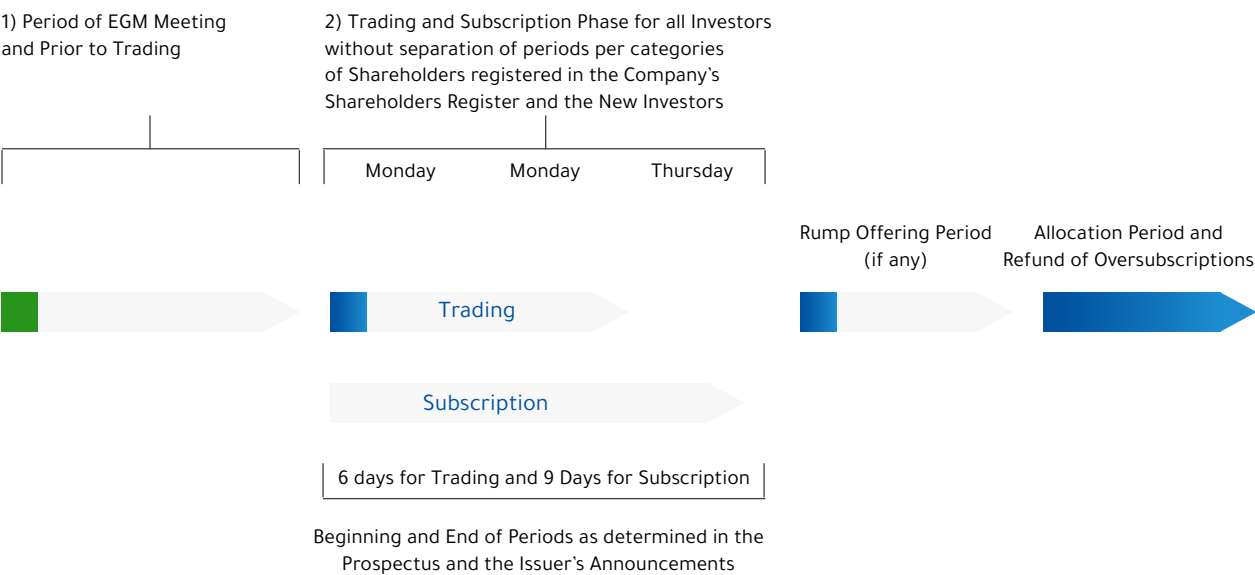 1) Period of EGM Meeting
and Prior to Trading
2) Trading and Subscription Phase for all Investors
without separation of periods per categories
of Shareholders registered in the Company’s
Shareholders Register and the New Investors
Monday Monday Thursday
Rump Offering Period
(if any)
Allocation Period and
Refund of Oversubscriptions
Trading
Subscription
6 days for Trading and 9 Days for Subscription
Beginning and End of Periods as determined in the
Prospectus and the Issuer’s Announcements